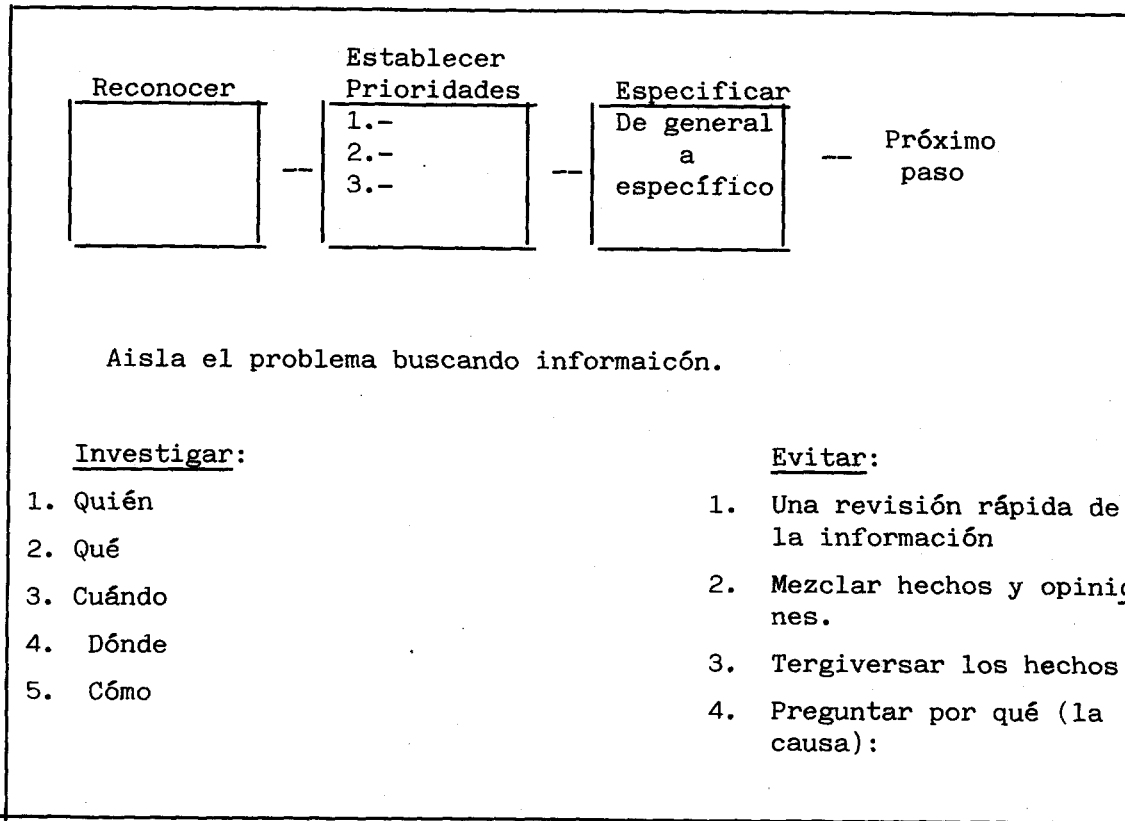 Reconocer
Establecer
Prioridades
1.-
2.-
3.-
Especificar
De general
a
específico
Próximo
paso
Aisla el problema buscando informaicón.
Investigar:
1. Quién
2. Qué
3. Cuándo
4. Dónde
5. Cómo
Evitar:
1. Una revisión rápida de
la información
2. Mezclar hechos y opinio
nes.
3. Tergiversar los hechos
4. Preguntar por qué (la
causa):